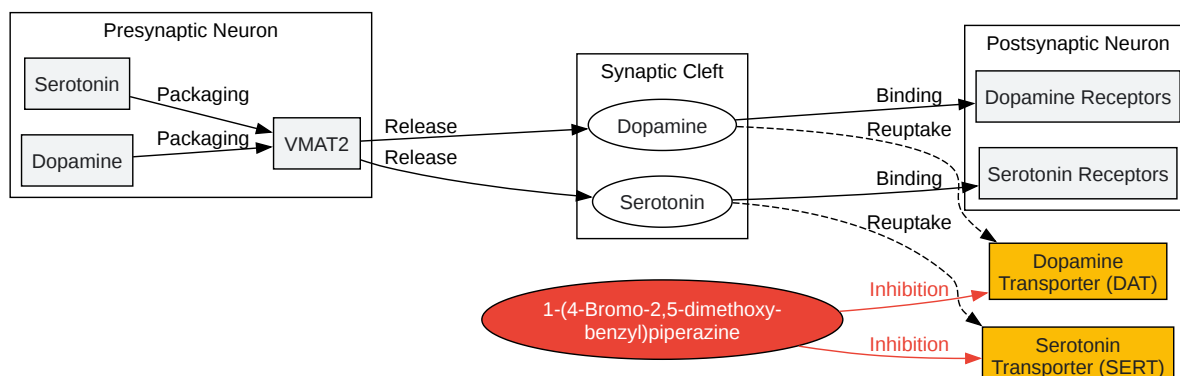 Presynaptic Neuron
Serotonin
Dopamine
Packaging
Packaging
VMAT2
Release
Release
Synaptic Cleft
Dopamine
Serotonin
Binding
Reuptake
Binding
Reuptake
Postsynaptic Neuron
Dopamine Receptors
Serotonin Receptors
Dopamine
Transporter (DAT)
Serotonin
Transporter (SERT)
1-(4-Bromo-2,5-dimethoxy-
benzyl)piperazine
Inhibition
Inhibition